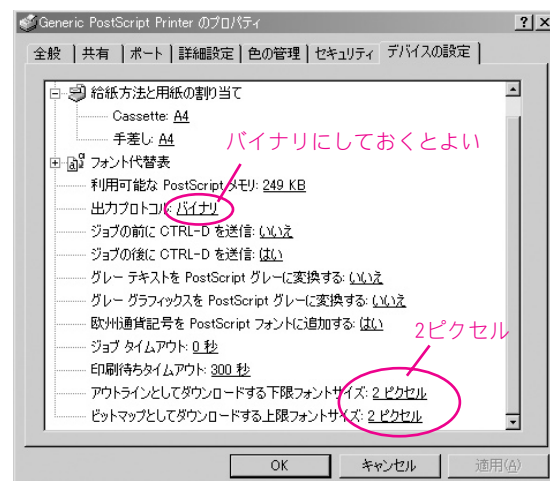 Generic PostScript Printer のプロパティ
全般 共有 ポート 詳細設定 色の管理 セキュリティ デバイスの設定
給紙方法と用紙の割り当て
Cassette: A4
手差し: A4
バイナリにしておくとよい
フォント代替表
利用可能な PostScript メモリ: 249 KB
出力プロトコル: バイナリ
ジョブの前に CTRL-D を送信: いいえ
ジョブの後に CTRL-D を送信: はい
グレー テキストを PostScript グレーに変換する: いいえ
グレー グラフィックスを PostScript グレーに変換する: いいえ
欧州通貨記号を PostScript フォントに追加する: はい
2ピクセル
ジョブ タイムアウト: 0 秒
印刷待ちタイムアウト: 300 秒
アウトラインとしてダウンロードする下限フォントサイズ: 2 ピクセル
ビットマップとしてダウンロードする上限フォントサイズ: 2 ピクセル
OK キャンセル 適用(A)